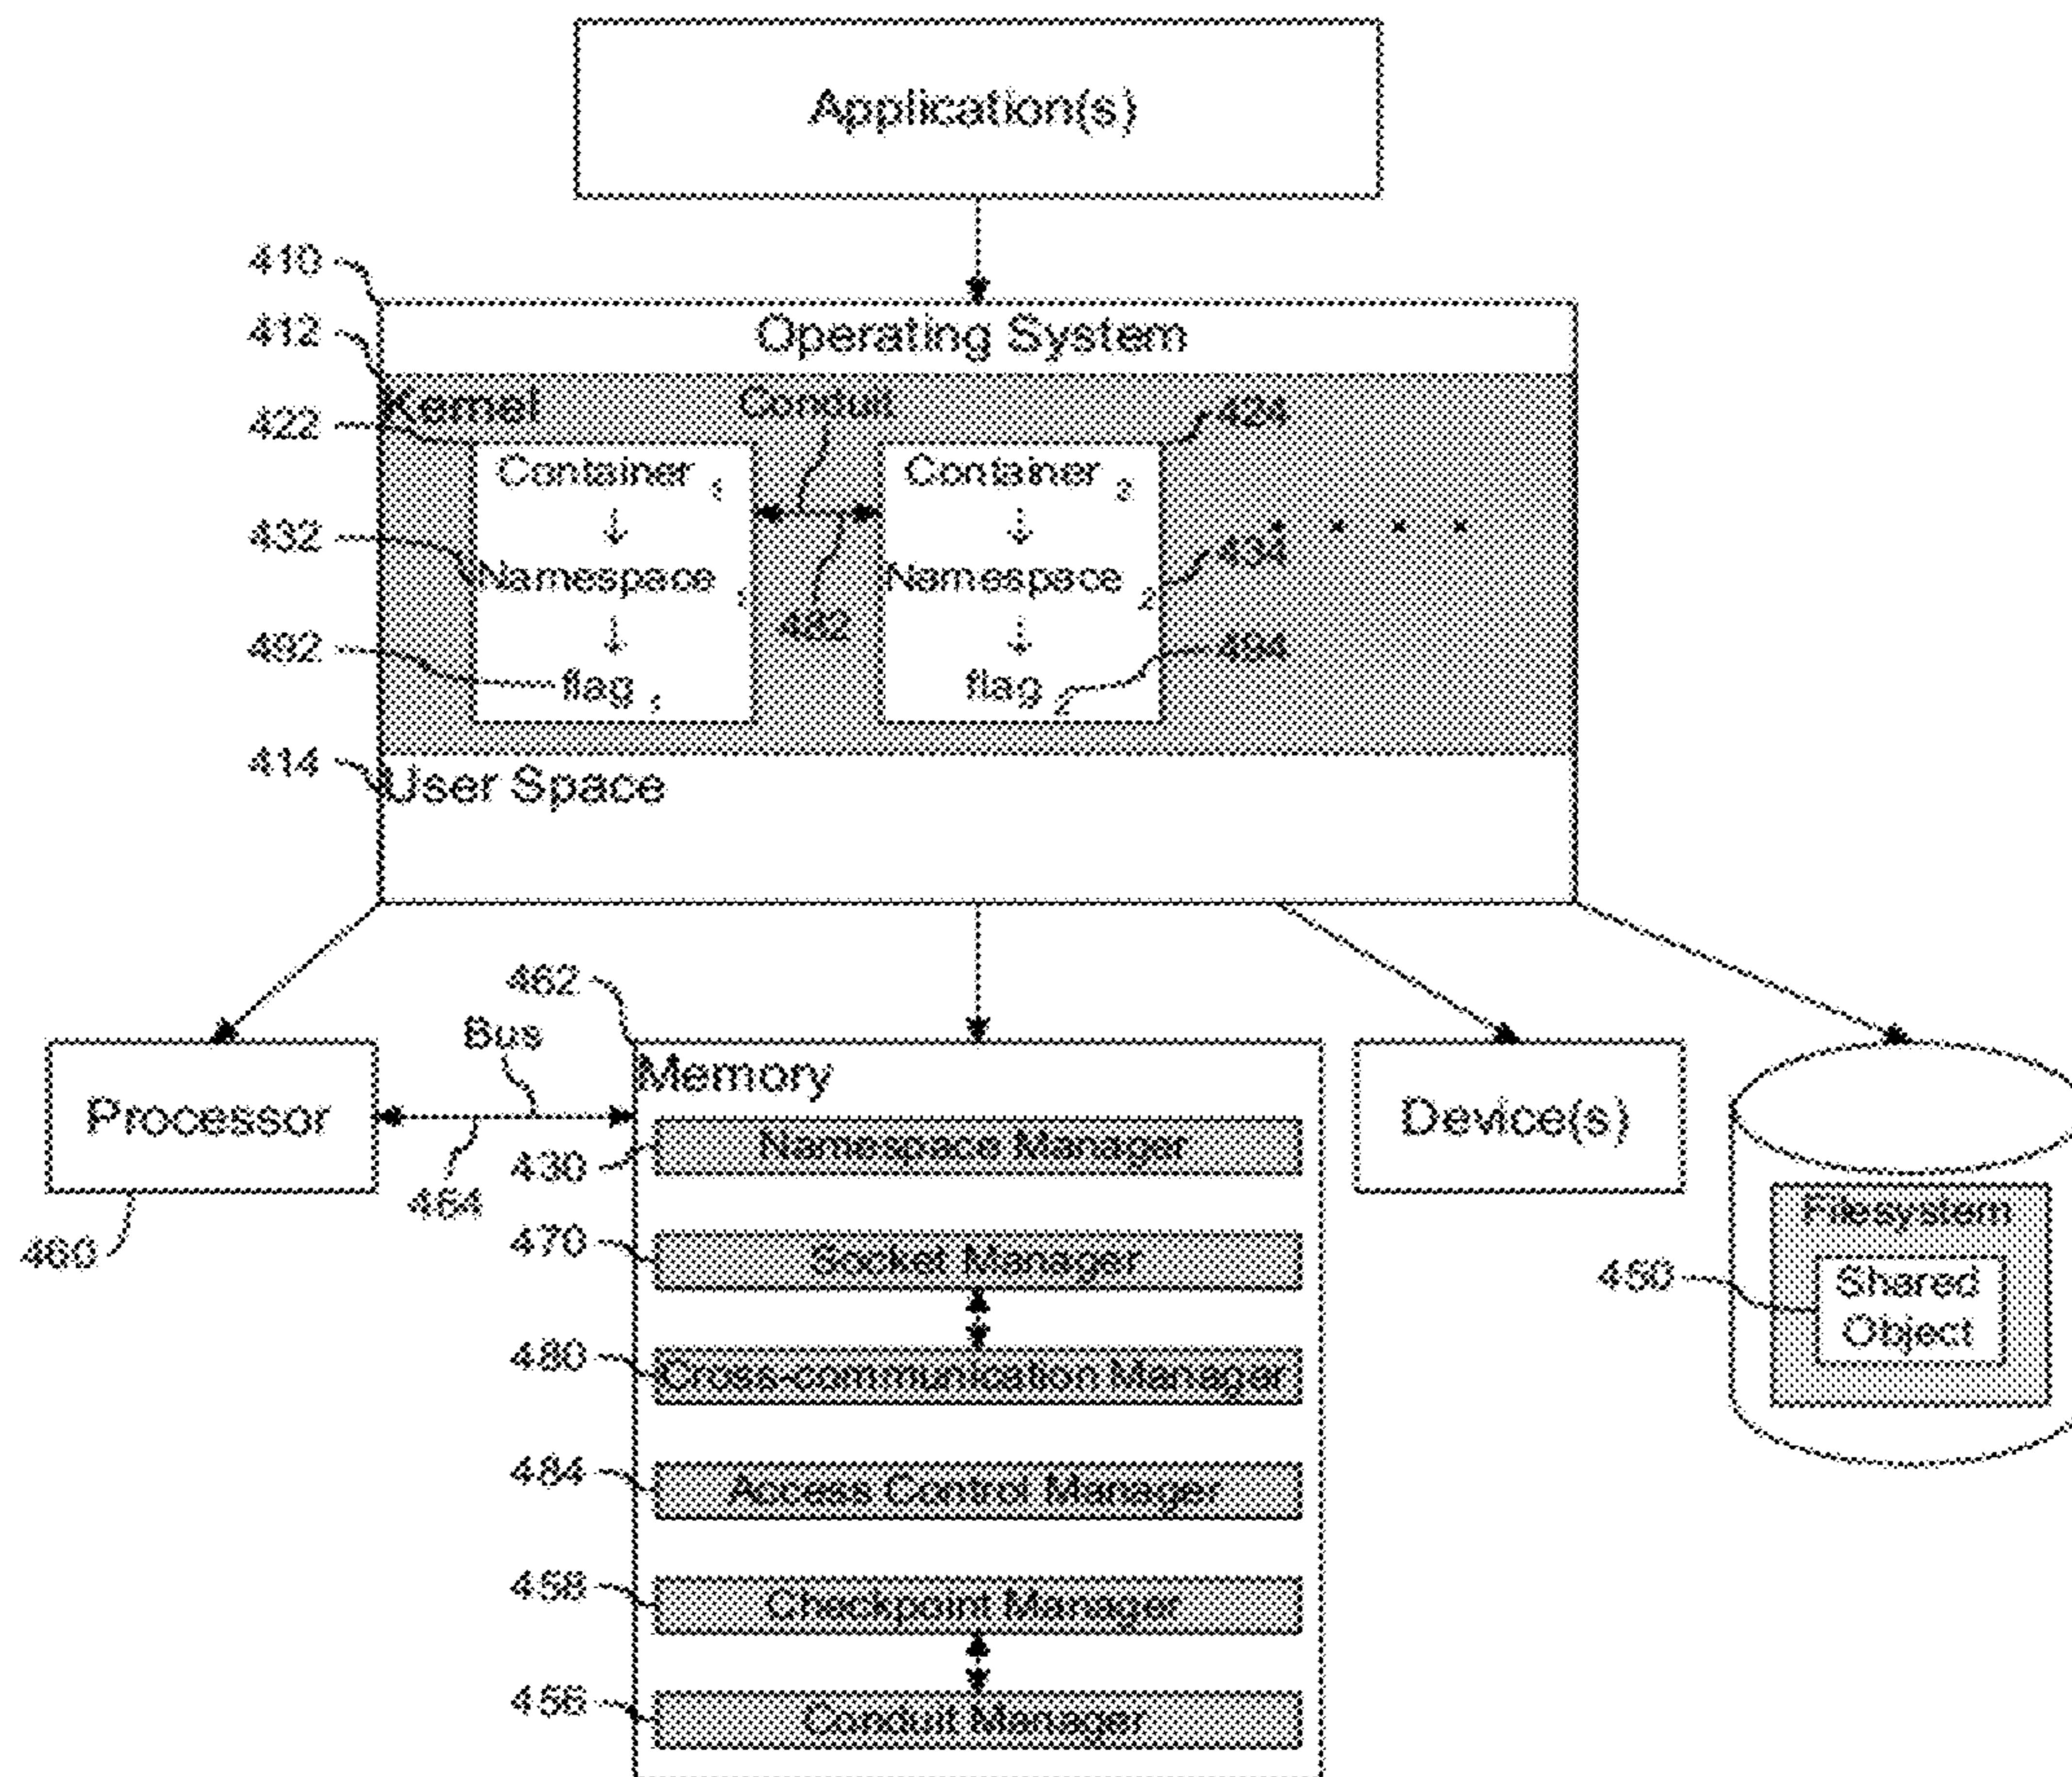 Application(s)
410
Operating System
412
Kernel
Conduit
422
424
Container 1
Container 2
432
Namespace 1
Namespace 2
434
482
492
flag 1
flag 2
494
414
User Space
462
Bus
Memory
Processor
Device(s)
430
Namespace Manager
464
460
Filesystem
470
Socket Manager
450
Shared
Object
480
Cross-communication Manager
484
Access Control Manager
458
Checkpoint Manager
456
Conduit Manager